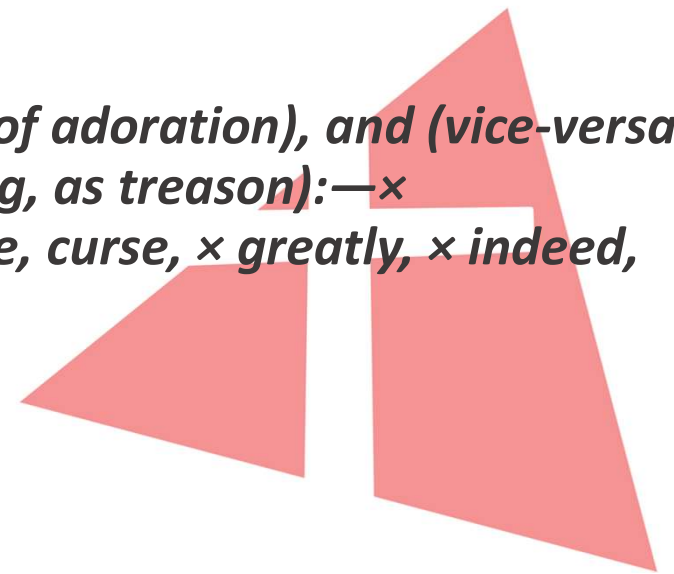 of adoration), and (vice-versa
g, as treason):—×
e, curse, × greatly, × indeed,